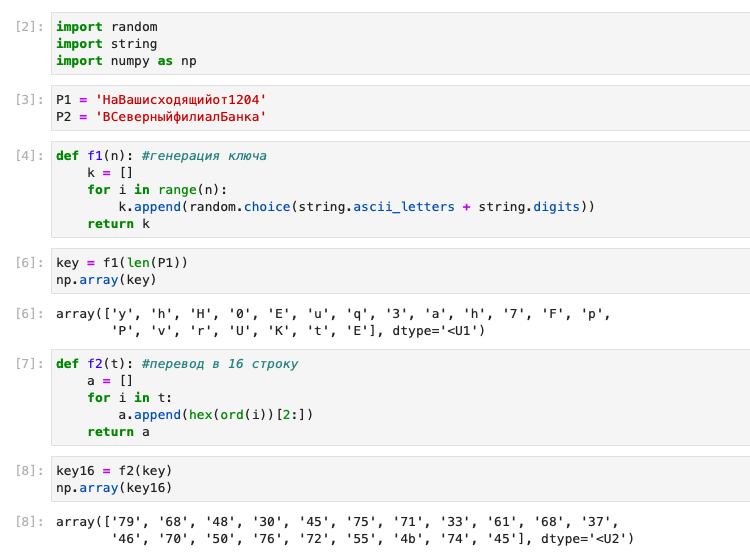 [2]: import random
import string
import numpy as np
[3]: P1 = 'НаВашисходящийот1204'
P2 = 'ВСеверныйфилиалБанка'
[4]: def f1(n): #генерация ключа
    k = []
    for i in range(n):
        k.append(random.choice(string.ascii_letters + string.digits))
    return k
[6]: key = f1(len(P1))
np.array(key)
[6]: array(['y', 'h', 'H', '0', 'E', 'u', 'q', '3', 'a', 'h', '7', 'F', 'p',
       'P', 'v', 'r', 'U', 'K', 't', 'E'], dtype='<U1')
[7]: def f2(t): #перевод в 16 строку
    a = []
    for i in t:
        a.append(hex(ord(i))[2:])
    return a
[8]: key16 = f2(key)
np.array(key16)
[8]: array(['79', '68', '48', '30', '45', '75', '71', '33', '61', '68', '37',
       '46', '70', '50', '76', '72', '55', '4b', '74', '45'], dtype='<U2')